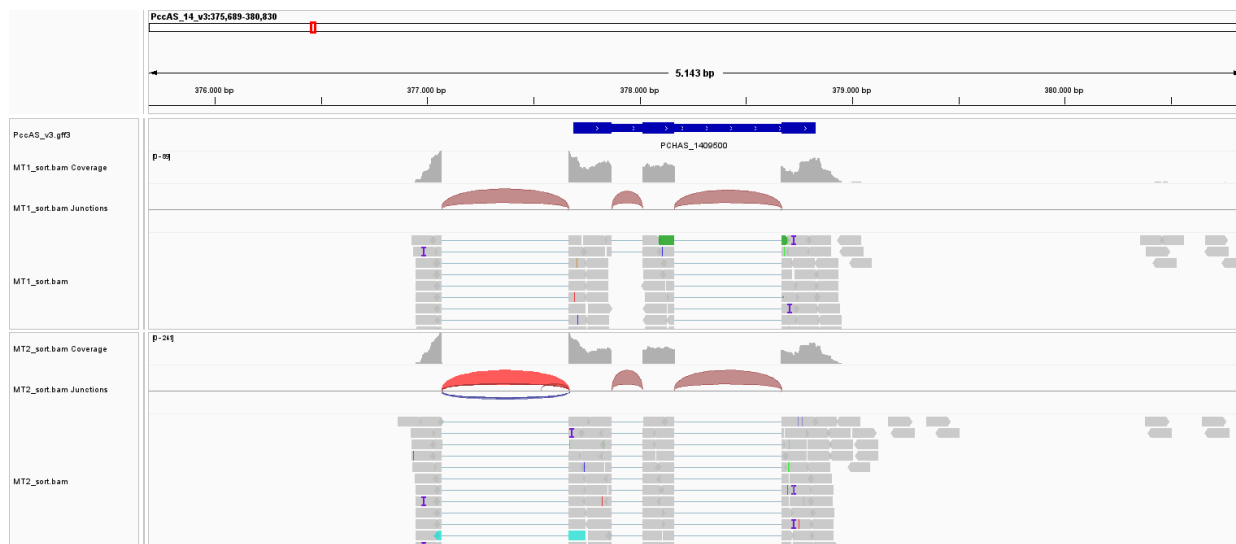 PccAS_14_v3:375,689-380,830
5.143 bp
376.000 bp 377.000 bp 378.000 bp 379.000 bp 380.000 bp
PccAS_v3.gff3
PCHAS_1409500
MT1_sort.bam Coverage
[0 - 89]
MT1_sort.bam Junctions
MT1_sort.bam
MT2_sort.bam Coverage
[0 - 241]
MT2_sort.bam Junctions
MT2_sort.bam